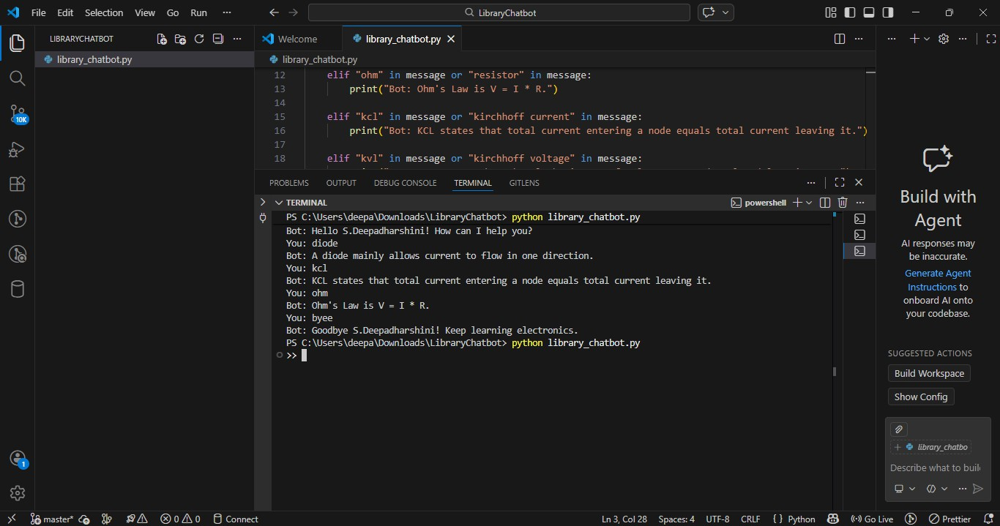 File Edit Selection View Go Run ···
LibraryChatbot
LIBRARYCHATBOT
library_chatbot.py
10K
1
Welcome
library_chatbot.py
library_chatbot.py
12 elif "ohm" in message or "resistor" in message:
13 print("Bot: Ohm's Law is V = I * R.")
14
15 elif "kcl" in message or "kirchhoff current" in message:
16 print("Bot: KCL states that total current entering a node equals total current leaving it.")
17
18 elif "kvl" in message or "kirchhoff voltage" in message:
PROBLEMS OUTPUT DEBUG CONSOLE TERMINAL GITLENS
TERMINAL
powershell
PS C:\Users\deepa\Downloads\LibraryChatbot> python library_chatbot.py
Bot: Hello S.Deepadharshini! How can I help you?
You: diode
Bot: A diode mainly allows current to flow in one direction.
You: kcl
Bot: KCL states that total current entering a node equals total current leaving it.
You: ohm
Bot: Ohm's Law is V = I * R.
You: byee
Bot: Goodbye S.Deepadharshini! Keep learning electronics.
PS C:\Users\deepa\Downloads\LibraryChatbot> python library_chatbot.py
>>
Build with
Agent
AI responses may
be inaccurate.
Generate Agent
Instructions to
onboard AI onto
your codebase.
SUGGESTED ACTIONS
Build Workspace
Show Config
library_chatbo
Describe what to buil
master* 0 0 Connect
Ln 3, Col 28 Spaces: 4 UTF-8 CRLF { } Python Go Live Prettier